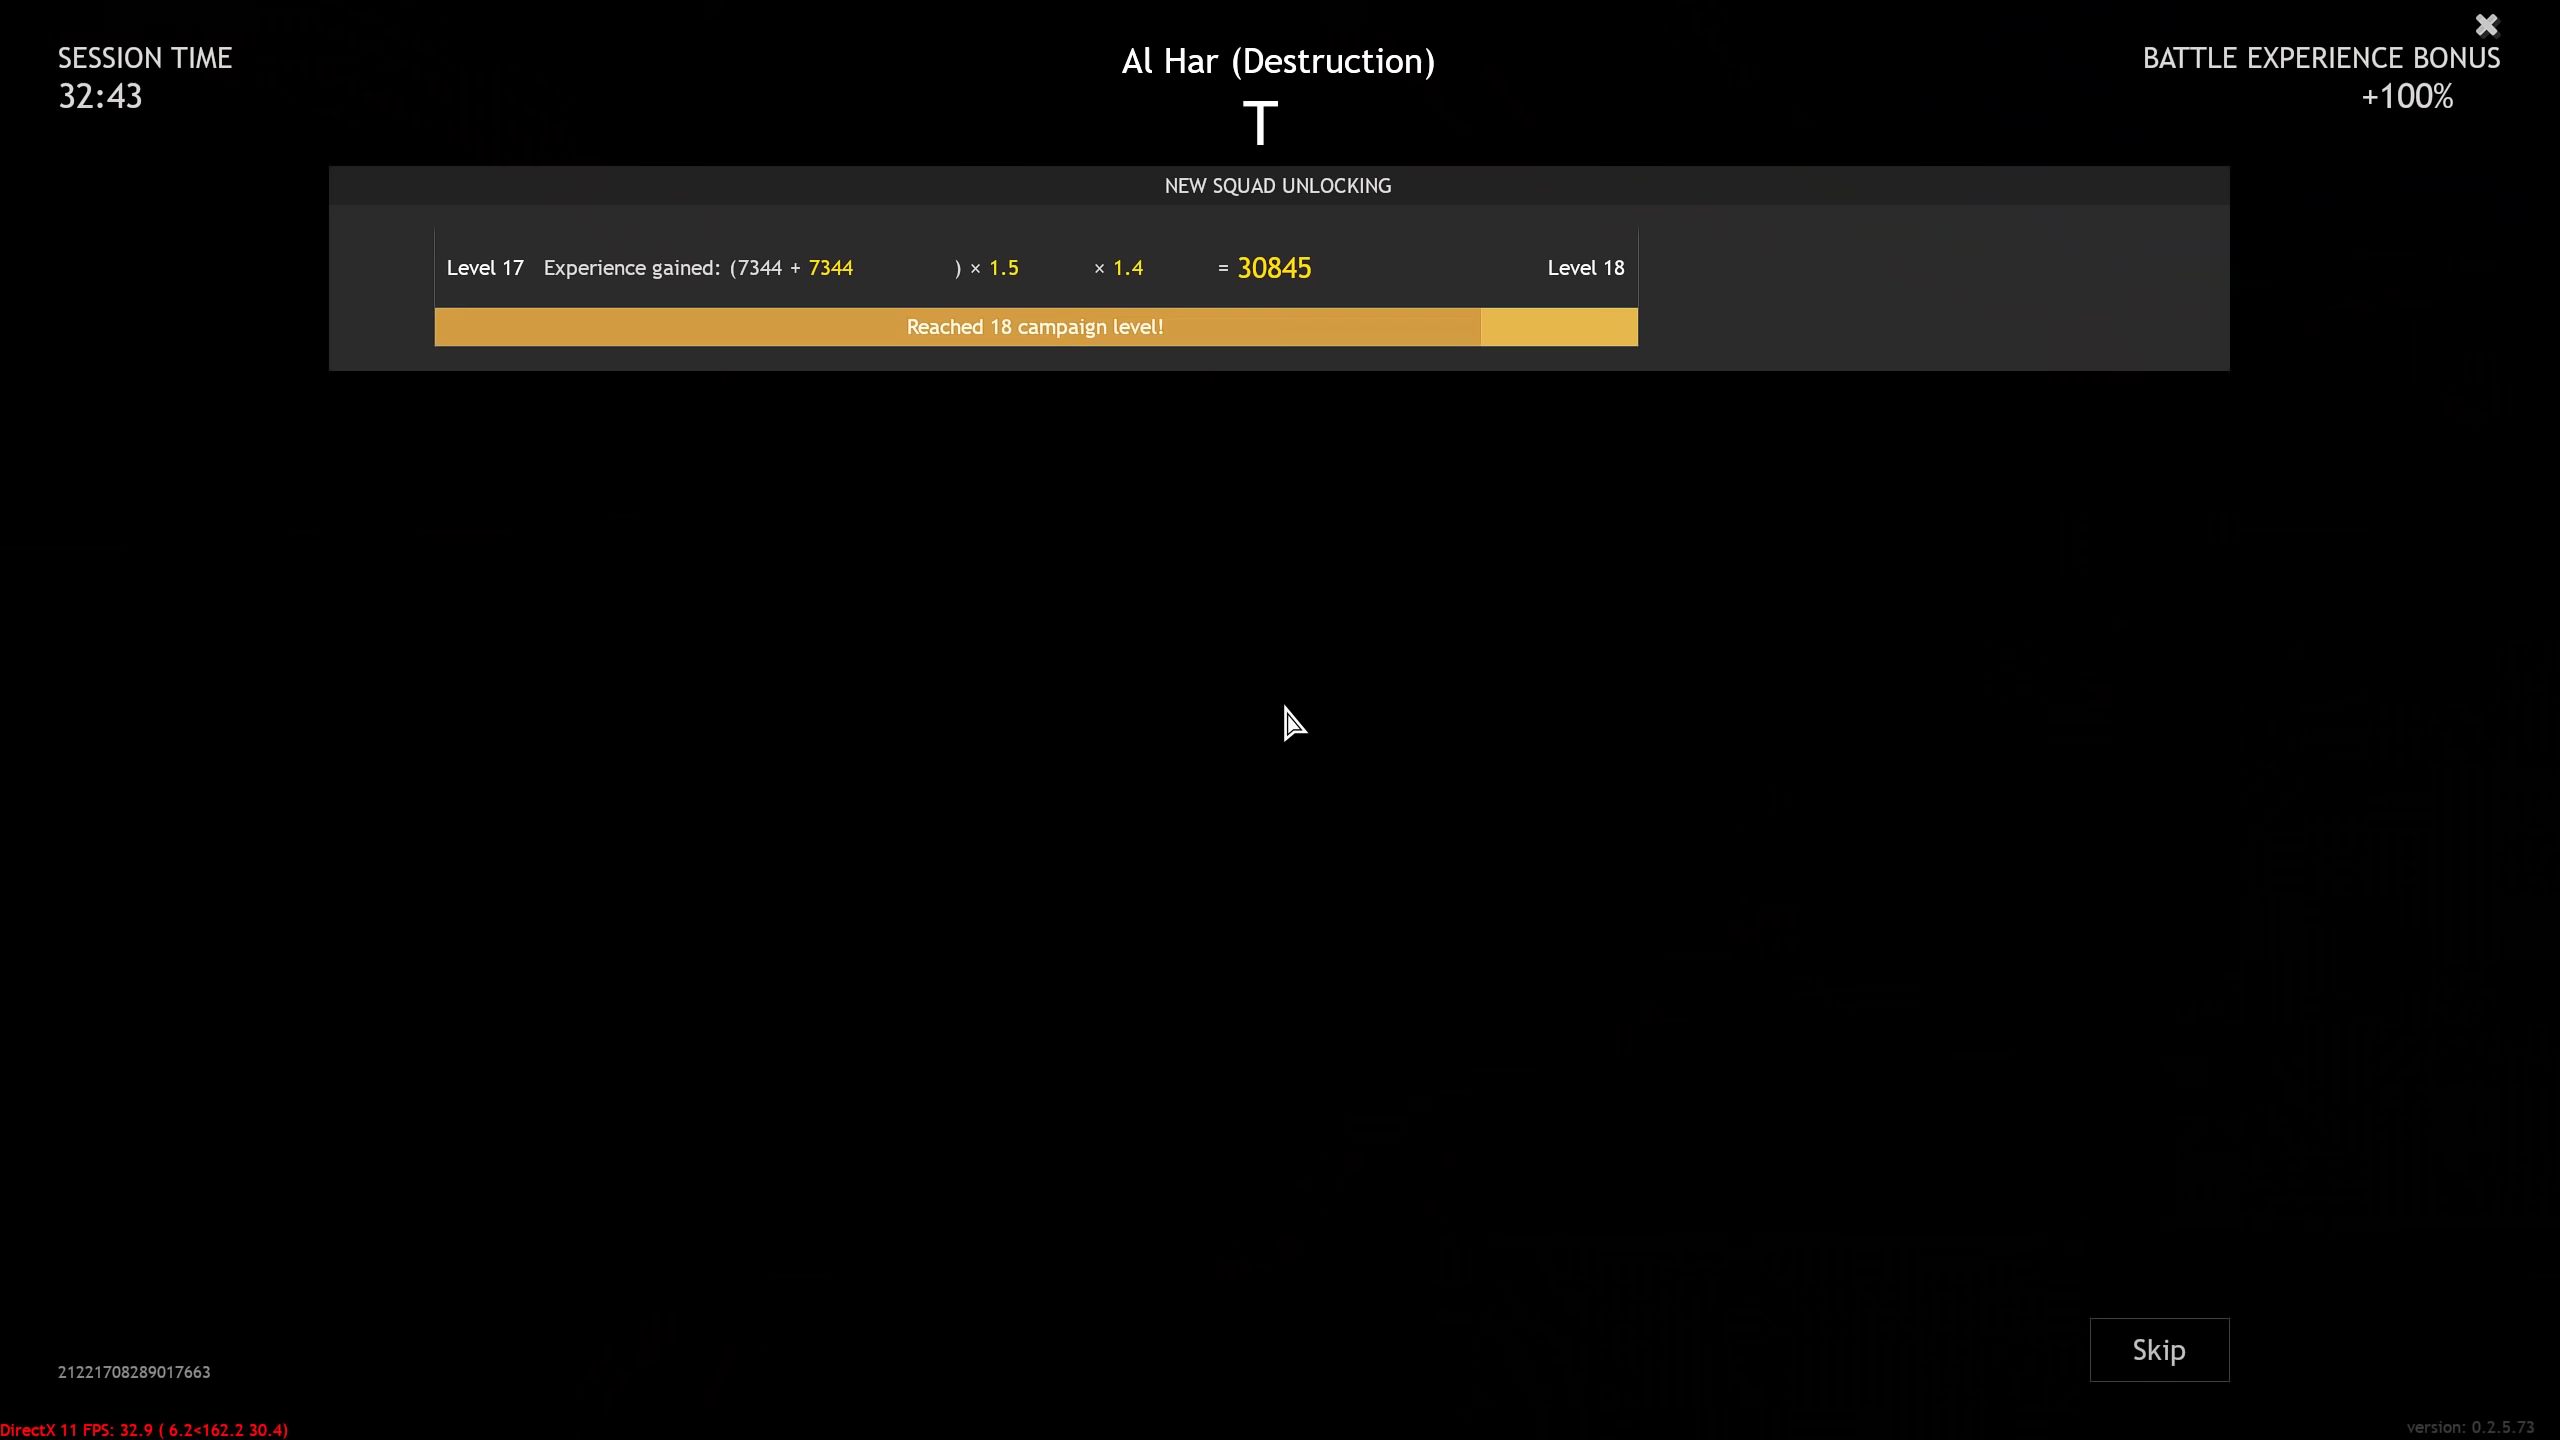 SESSION TIME
32:43
Al Har (Destruction)
T
BATTLE EXPERIENCE BONUS
+100%
NEW SQUAD UNLOCKING
Level 17 Experience gained: (7344 + 7344 ) × 1.5 × 1.4 = 30845 Level 18
Reached 18 campaign level!
Skip
21221708289017663
DirectX 11 FPS: 32.9 ( 6.2<162.2 30.4)
version: 0.2.5.73